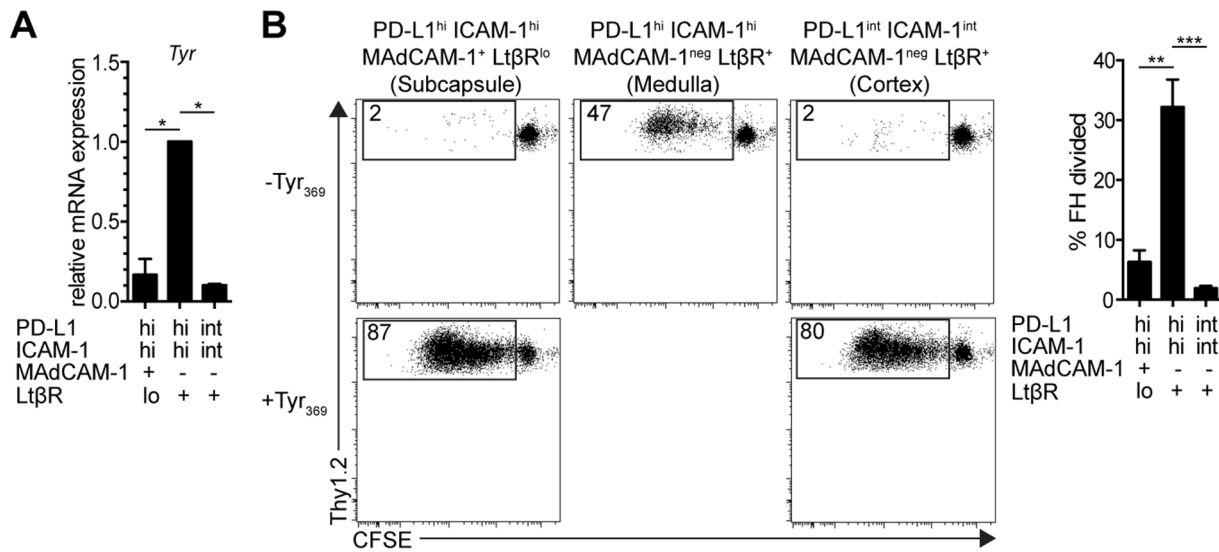 A
Tyr
*
*
relative mRNA expression
1.5
1.0
0.5
0.0
PD-L1 hi hi int
ICAM-1 hi hi int
MAdCAM-1 + - -
LtβR lo + +
B
PD-L1hi ICAM-1hi
MAdCAM-1+ LtβRlo
(Subcapsule)
PD-L1hi ICAM-1hi
MAdCAM-1neg LtβR+
(Medulla)
PD-L1int ICAM-1int
MAdCAM-1neg LtβR+
(Cortex)
-Tyr369
2
47
2
+Tyr369
87
80
Thy1.2
CFSE
***
**
% FH divided
40
30
20
10
0
PD-L1 hi hi int
ICAM-1 hi hi int
MAdCAM-1 + - -
LtβR lo + +